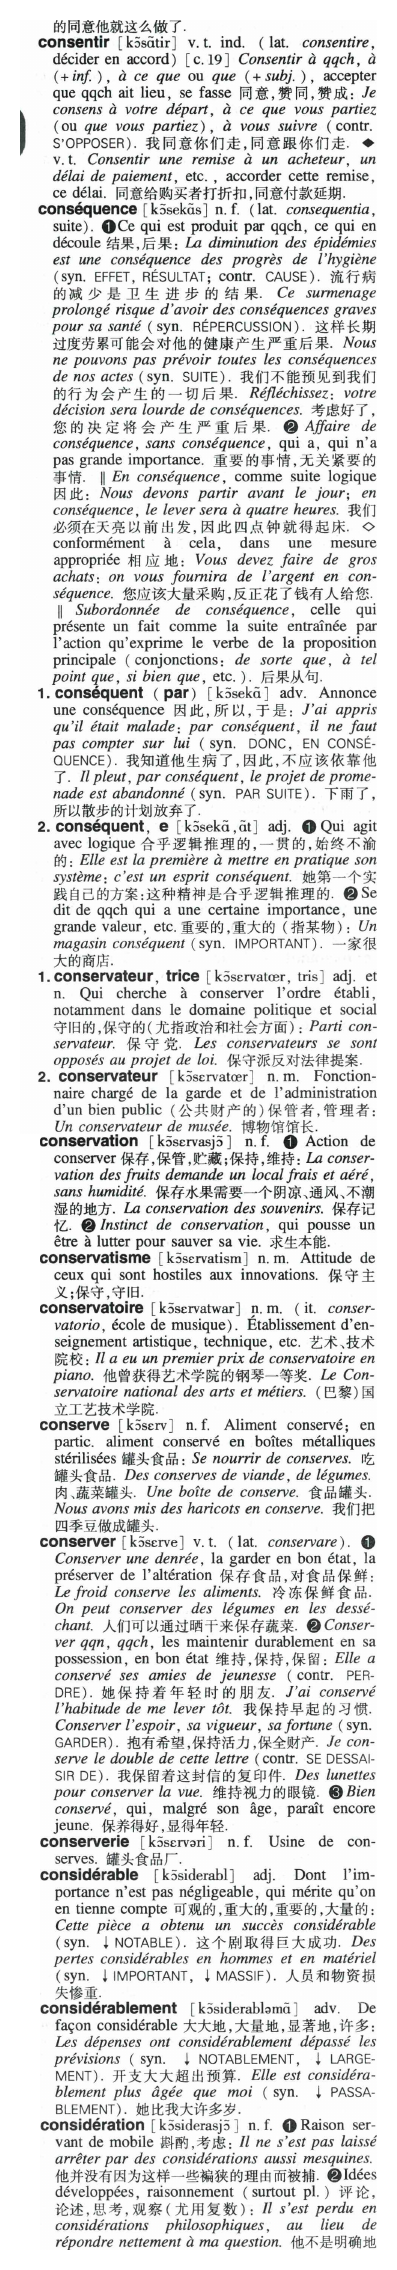 的同意他就这么做了.
consentir [kɔ̃sɑ̃tir] v. t. ind. (lat. consentire,
décider en accord) [c. 19] Consentir à qqch, à
(+ inf.), à ce que ou que (+ subj.), accepter
que qqch ait lieu, se fasse 同意,赞同,赞成: Je
consens à votre départ, à ce que vous partiez
(ou que vous partiez), à vous suivre (contr.
S'OPPOSER). 我同意你们走,同意跟你们走. ◆
v. t. Consentir une remise à un acheteur, un
délai de paiement, etc., accorder cette remise,
ce délai. 同意给购买者打折扣,同意付款延期.
conséquence [kɔ̃sekɑ̃s] n. f. (lat. consequentia,
suite). ❶Ce qui est produit par qqch, ce qui en
découle 结果,后果: La diminution des épidémies
est une conséquence des progrès de l'hygiène
(syn. EFFET, RÉSULTAT; contr. CAUSE). 流行病
的减少是卫生进步的结果. Ce surmenage
prolongé risque d'avoir des conséquences graves
pour sa santé (syn. RÉPERCUSSION). 这样长期
过度劳累可能会对他的健康产生严重后果. Nous
ne pouvons pas prévoir toutes les conséquences
de nos actes (syn. SUITE). 我们不能预见到我们
的行为会产生的一切后果. Réfléchissez: votre
décision sera lourde de conséquences. 考虑好了,
您的决定将会产生严重后果. ❷ Affaire de
conséquence, sans conséquence, qui a, qui n'a
pas grande importance. 重要的事情,无关紧要的
事情. ‖ En conséquence, comme suite logique
因此: Nous devons partir avant le jour; en
conséquence, le lever sera à quatre heures. 我们
必须在天亮以前出发,因此四点钟就得起床. ◇
conformément à cela, dans une mesure
appropriée 相应地: Vous devez faire de gros
achats: on vous fournira de l'argent en con-
séquence. 您应该大量采购,反正花了钱有人给您.
‖ Subordonnée de conséquence, celle qui
présente un fait comme la suite entraînée par
l'action qu'exprime le verbe de la proposition
principale (conjonctions: de sorte que, à tel
point que, si bien que, etc.). 后果从句.
1. conséquent (par) [kɔ̃sekɑ̃] adv. Annonce
une conséquence 因此,所以,于是: J'ai appris
qu'il était malade: par conséquent, il ne faut
pas compter sur lui (syn. DONC, EN CONSÉ-
QUENCE). 我知道他生病了,因此,不应该依靠他
了. Il pleut, par conséquent, le projet de prome-
nade est abandonné (syn. PAR SUITE). 下雨了,
所以散步的计划放弃了.
2. conséquent, e [kɔ̃sekɑ̃, ɑ̃t] adj. ❶ Qui agit
avec logique 合乎逻辑推理的,一贯的,始终不渝
的: Elle est la première à mettre en pratique son
système: c'est un esprit conséquent. 她第一个实
践自己的方案:这种精神是合乎逻辑推理的. ❷ Se
dit de qqch qui a une certaine importance, une
grande valeur, etc. 重要的,重大的 (指某物): Un
magasin conséquent (syn. IMPORTANT). 一家很
大的商店.
1. conservateur, trice [kɔ̃sɛrvatœr, tris] adj. et
n. Qui cherche à conserver l'ordre établi,
notamment dans le domaine politique et social
守旧的,保守的(尤指政治和社会方面): Parti con-
servateur. 保守党. Les conservateurs se sont
opposés au projet de loi. 保守派反对法律提案.
2. conservateur [kɔ̃sɛrvatœr] n. m. Fonction-
naire chargé de la garde et de l'administration
d'un bien public (公共财产的)保管者,管理者:
Un conservateur de musée. 博物馆馆长.
conservation [kɔ̃sɛrvasjɔ̃] n. f. ❶ Action de
conserver 保存,保管,贮藏;保持,维持: La conser-
vation des fruits demande un local frais et aéré,
sans humidité. 保存水果需要一个阴凉、通风、不潮
湿的地方. La conservation des souvenirs. 保存记
忆. ❷ Instinct de conservation, qui pousse un
être à lutter pour sauver sa vie. 求生本能.
conservatisme [kɔ̃sɛrvatism] n. m. Attitude de
ceux qui sont hostiles aux innovations. 保守主
义;保守,守旧.
conservatoire [kɔ̃sɛrvatwar] n. m. (it. conser-
vatorio, école de musique). Établissement d'en-
seignement artistique, technique, etc. 艺术、技术
院校: Il a eu un premier prix de conservatoire en
piano. 他曾获得艺术学院的钢琴一等奖. Le Con-
servatoire national des arts et métiers. (巴黎)国
立工艺技术学院.
conserve [kɔ̃sɛrv] n. f. Aliment conservé; en
partic. aliment conservé en boîtes métalliques
stérilisées 罐头食品: Se nourrir de conserves. 吃
罐头食品. Des conserves de viande, de légumes.
肉、蔬菜罐头. Une boîte de conserve. 食品罐头.
Nous avons mis des haricots en conserve. 我们把
四季豆做成罐头.
conserver [kɔ̃sɛrve] v. t. (lat. conservare). ❶
Conserver une denrée, la garder en bon état, la
préserver de l'altération 保存食品,对食品保鲜:
Le froid conserve les aliments. 冷冻保鲜食品.
On peut conserver des légumes en les dessé-
chant. 人们可以通过晒干来保存蔬菜. ❷ Conser-
ver qqn, qqch, les maintenir durablement en sa
possession, en bon état 维持,保持,保留: Elle a
conservé ses amies de jeunesse (contr. PER-
DRE). 她保持着年轻时的朋友. J'ai conservé
l'habitude de me lever tôt. 我保持早起的习惯.
Conserver l'espoir, sa vigueur, sa fortune (syn.
GARDER). 抱有希望,保持活力,保全财产. Je con-
serve le double de cette lettre (contr. SE DESSAI-
SIR DE). 我保留着这封信的复印件. Des lunettes
pour conserver la vue. 维持视力的眼镜. ❸ Bien
conservé, qui, malgré son âge, paraît encore
jeune. 保养得好,显得年轻.
conserverie [kɔ̃sɛrvəri] n. f. Usine de con-
serves. 罐头食品厂.
considérable [kɔ̃siderabl] adj. Dont l'im-
portance n'est pas négligeable, qui mérite qu'on
en tienne compte 可观的,重大的,重要的,大量的:
Cette pièce a obtenu un succès considérable
(syn. ↓ NOTABLE). 这个剧取得巨大成功. Des
pertes considérables en hommes et en matériel
(syn. ↓ IMPORTANT, ↓ MASSIF). 人员和物资损
失惨重.
considérablement [kɔ̃siderabləmɑ̃] adv. De
façon considérable 大大地,大量地,显著地,许多:
Les dépenses ont considérablement dépassé les
prévisions (syn. ↓ NOTABLEMENT, ↓ LARGE-
MENT). 开支大大超出预算. Elle est considéra-
blement plus âgée que moi (syn. ↓ PASSA-
BLEMENT). 她比我大许多岁.
considération [kɔ̃siderasjɔ̃] n. f. ❶ Raison ser-
vant de mobile 斟酌,考虑: Il ne s'est pas laissé
arrêter par des considérations aussi mesquines.
他并没有因为这样一些褊狭的理由而被捕. ❷Idées
développées, raisonnement (surtout pl.) 评论,
论述,思考,观察(尤用复数): Il s'est perdu en
considérations philosophiques, au lieu de
répondre nettement à ma question. 他不是明确地